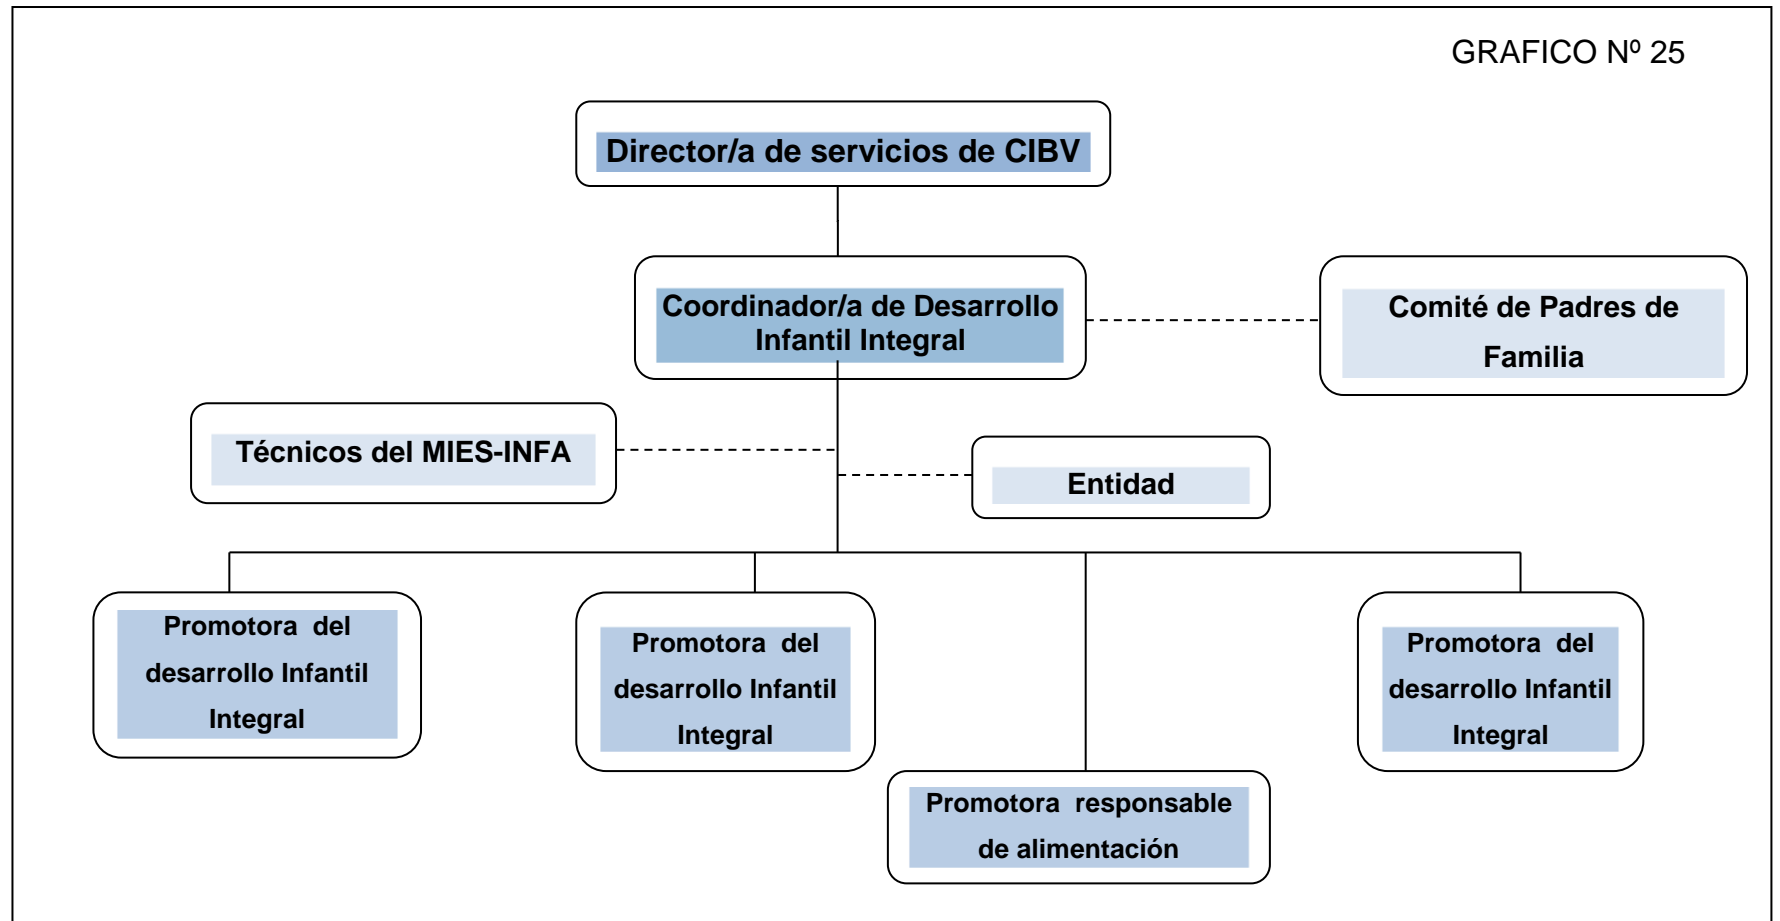 GRAFICO Nº 25
Director/a de servicios de CIBV
Coordinador/a de Desarrollo
Infantil Integral
Comité de Padres de
Familia
Técnicos del MIES-INFA
Entidad
Promotora del
desarrollo Infantil
Integral
Promotora del
desarrollo Infantil
Integral
Promotora responsable
de alimentación
Promotora del
desarrollo Infantil
Integral